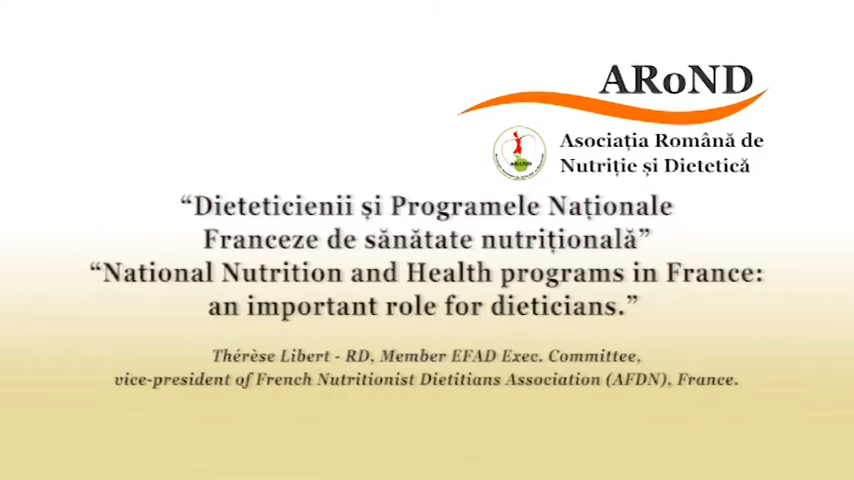 ARoND
Asociația Română de
Nutriție și Dietetică
“Dieteticienii și Programele Naționale
Franceze de sănătate nutrițională”
“National Nutrition and Health programs in France:
an important role for dieticians.”
Thérèse Libert - RD, Member EFAD Exec. Committee,
vice-president of French Nutritionist Dietitians Association (AFDN), France.